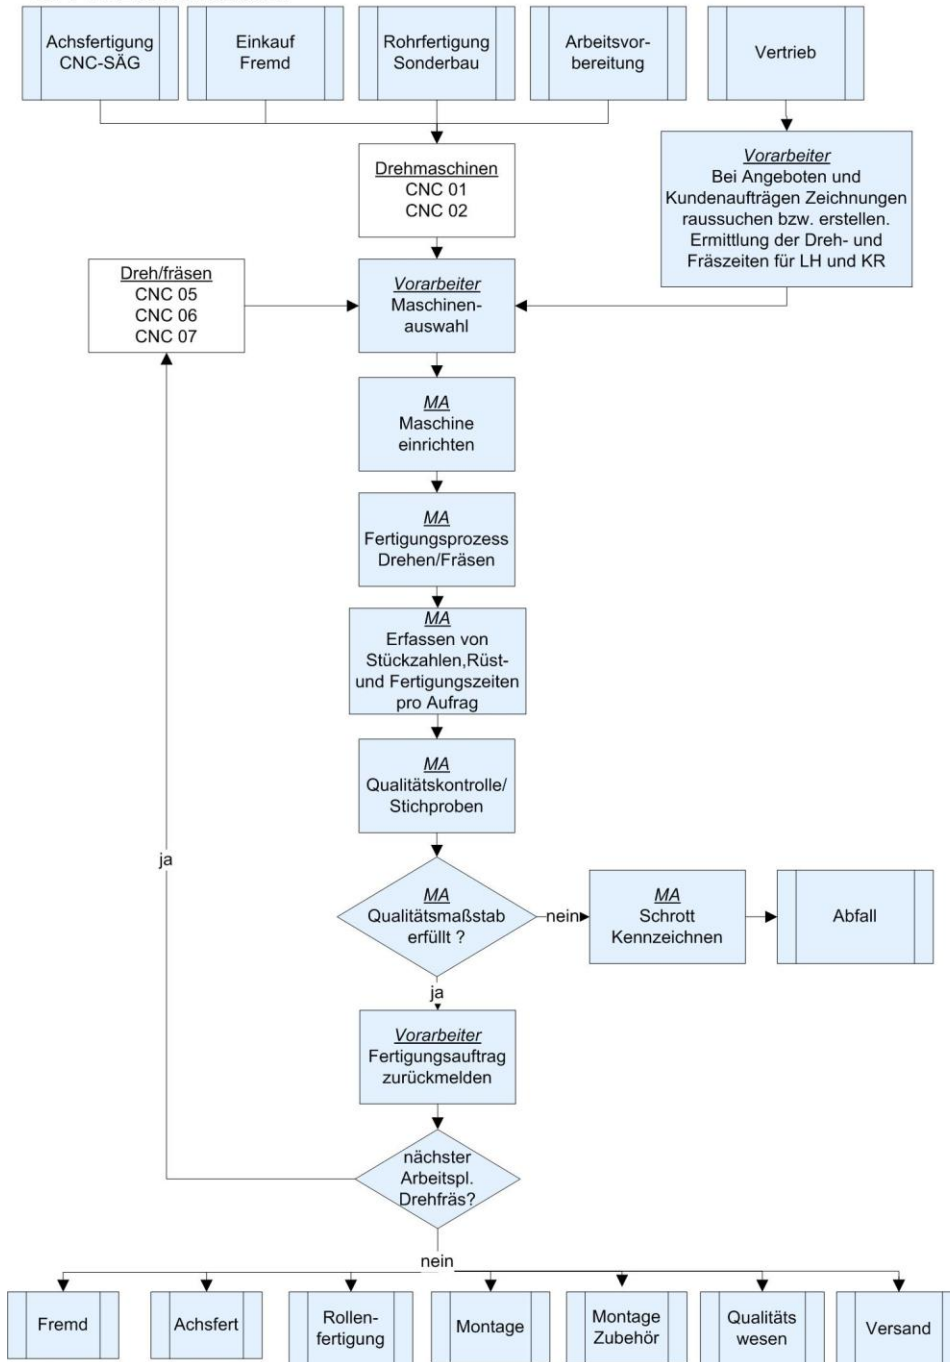 Achsfertigung
CNC-SÄG
Einkauf
Fremd
Rohrfertigung
Sonderbau
Arbeitsvor-
bereitung
Vertrieb
Drehmaschinen
CNC 01
CNC 02
Vorarbeiter
Bei Angeboten und
Kundenaufträgen Zeichnungen
raussuchen bzw. erstellen.
Ermittlung der Dreh- und
Fräszeiten für LH und KR
Dreh/fräsen
CNC 05
CNC 06
CNC 07
Vorarbeiter
Maschinen-
auswahl
MA
Maschine
einrichten
MA
Fertigungsprozess
Drehen/Fräsen
MA
Erfassen von
Stückzahlen,Rüst-
und Fertigungszeiten
pro Aufrag
MA
Qualitätskontrolle/
Stichproben
ja
MA
Qualitätsmaßstab
erfüllt ?
nein
MA
Schrott
Kennzeichnen
Abfall
ja
Vorarbeiter
Fertigungsauftrag
zurückmelden
nächster
Arbeitspl.
Drehfräs?
nein
Fremd
Achsfert
Rollen-
fertigung
Montage
Montage
Zubehör
Qualitäts
wesen
Versand